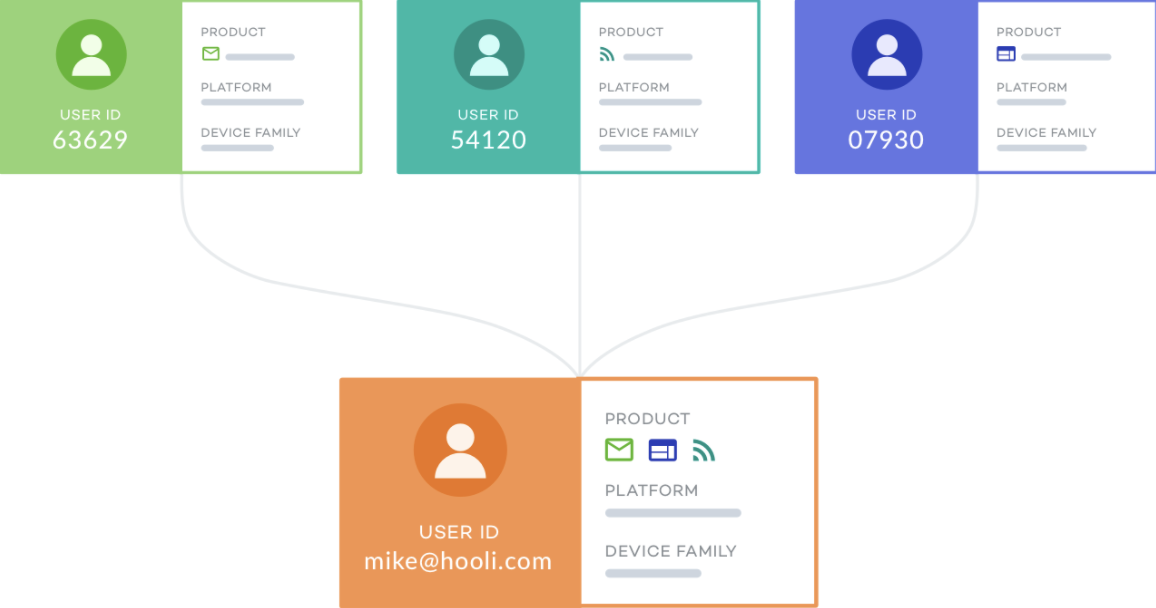 PRODUCT
PLATFORM
DEVICE FAMILY
USER ID
63629
PRODUCT
PLATFORM
DEVICE FAMILY
USER ID
54120
PRODUCT
PLATFORM
DEVICE FAMILY
USER ID
07930
PRODUCT
PLATFORM
DEVICE FAMILY
USER ID
mike@hooli.com